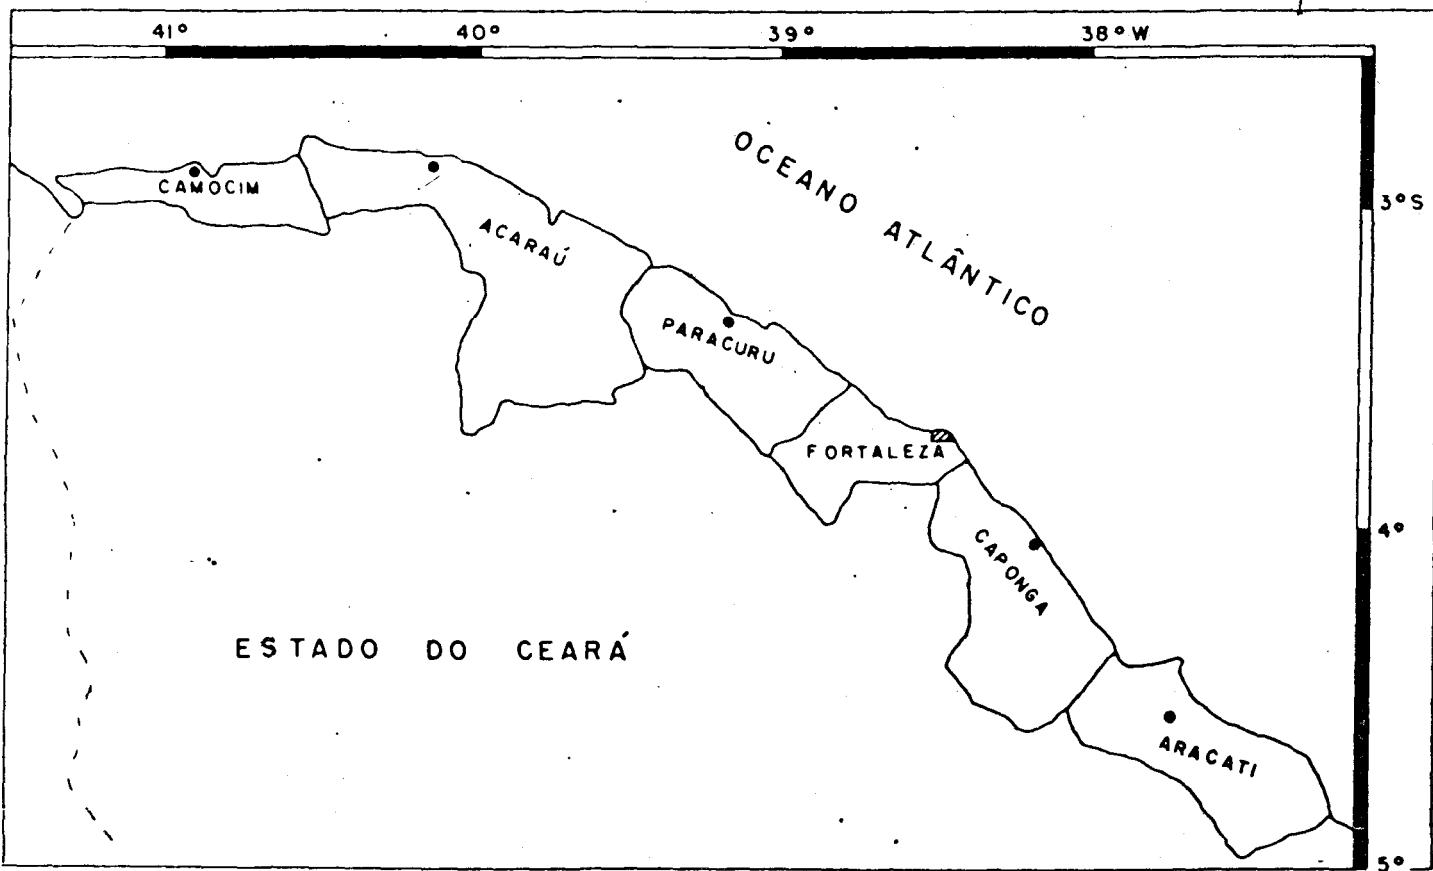 41°
40°
39°
38° W
OCEANO ATLÂNTICO
CAMOCIM
3° S
ACARAÚ
PARACURU
FORTALEZA
4°
CAPONGA
ESTADO DO CEARÁ
ARACATI
5°